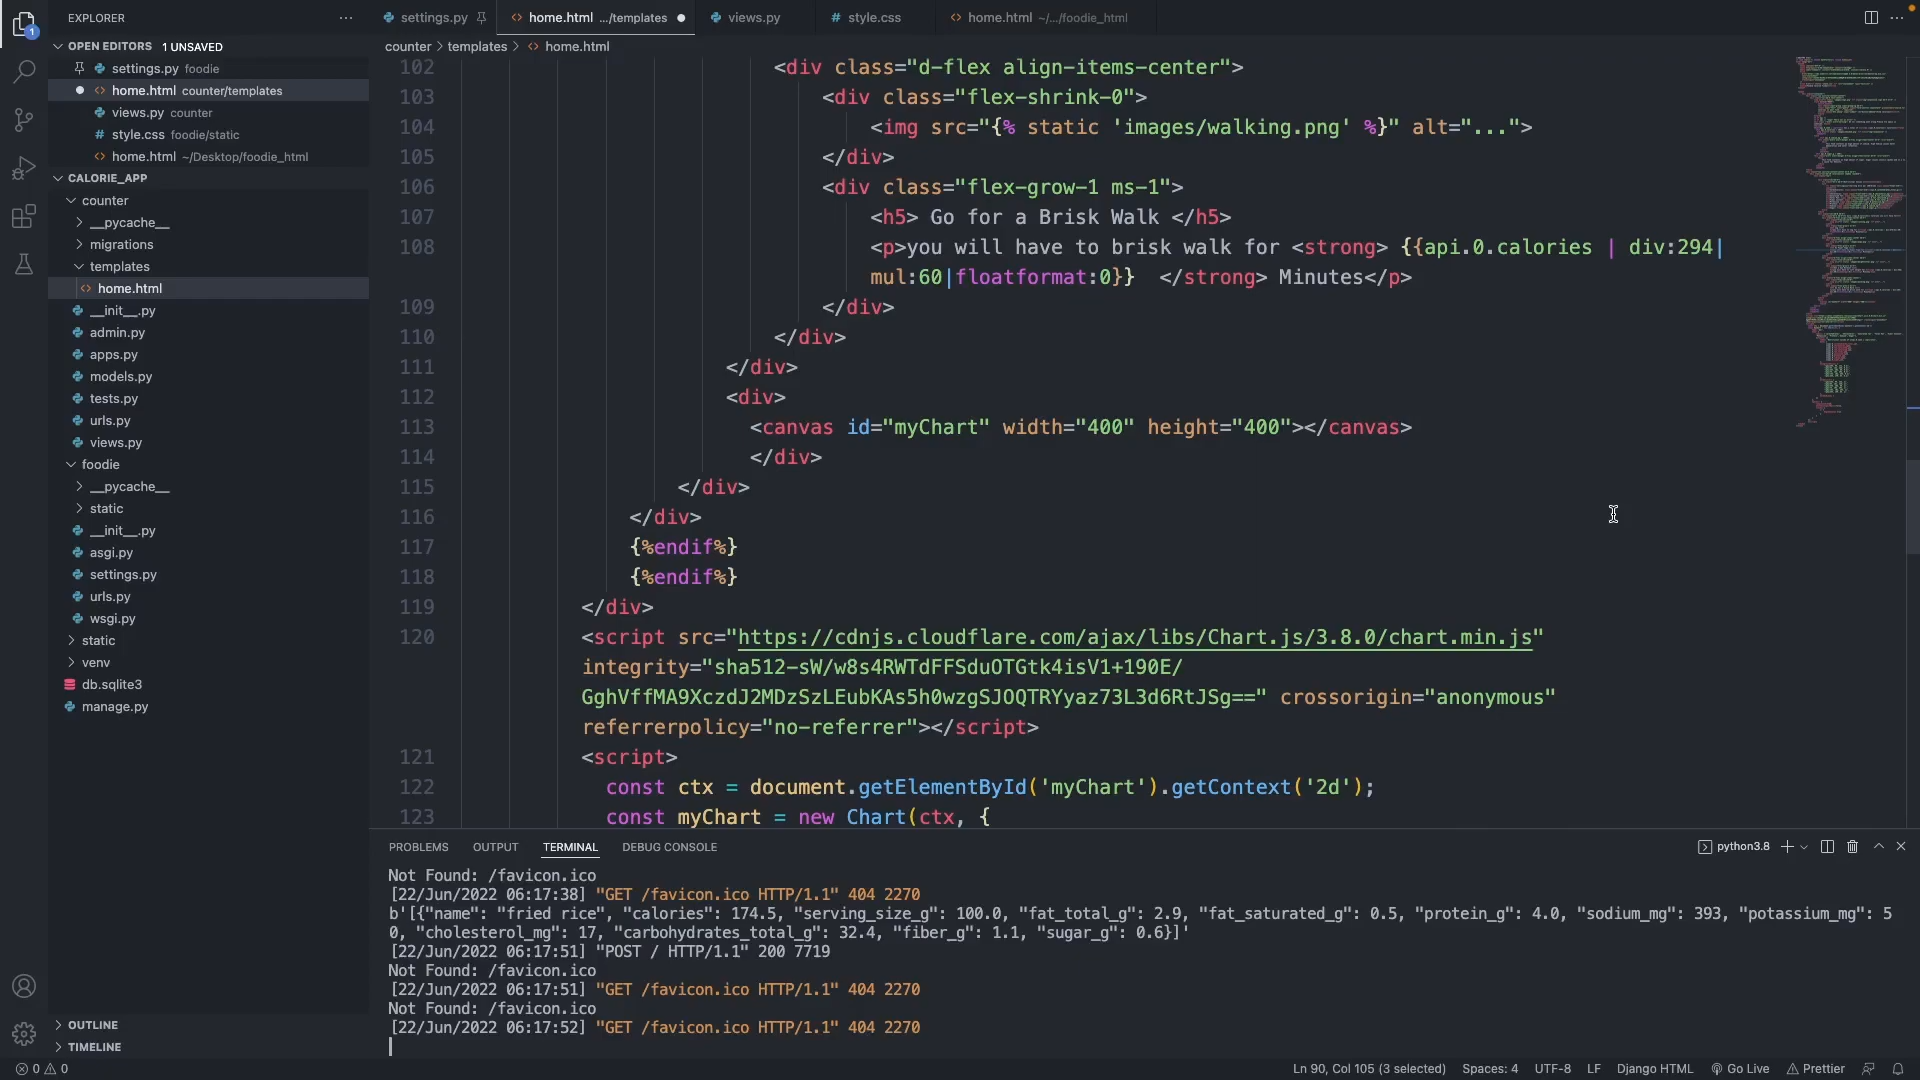 EXPLORER
settings.py
home.html .../templates
views.py
# style.css
home.html ~/.../foodie_html
OPEN EDITORS 1 UNSAVED
settings.py foodie
home.html counter/templates
views.py counter
# style.css foodie/static
home.html ~/Desktop/foodie_html
CALORIE_APP
counter
__pycache__
migrations
templates
home.html
__init__.py
admin.py
apps.py
models.py
tests.py
urls.py
views.py
foodie
__pycache__
static
__init__.py
asgi.py
settings.py
urls.py
wsgi.py
static
venv
db.sqlite3
manage.py
OUTLINE
TIMELINE
1
counter > templates > <> home.html
102 <div class="d-flex align-items-center">
103 <div class="flex-shrink-0">
104 <img src="{% static 'images/walking.png' %}" alt="...">
105 </div>
106 <div class="flex-grow-1 ms-1">
107 <h5> Go for a Brisk Walk </h5>
108 <p>you will have to brisk walk for <strong> {{api.0.calories | div:294|
mul:60|floatformat:0}}  </strong> Minutes</p>
109 </div>
110 </div>
111 </div>
112 <div>
113 <canvas id="myChart" width="400" height="400"></canvas>
114 </div>
115 </div>
116 </div>
117 {%endif%}
118 {%endif%}
119 </div>
120 <script src="https://cdnjs.cloudflare.com/ajax/libs/Chart.js/3.8.0/chart.min.js"
integrity="sha512-sW/w8s4RWTdFFSduOTGtk4isV1+190E/
GghVffMA9XczdJ2MDzSzLEubKAs5h0wzgSJOQTRYyaz73L3d6RtJSg==" crossorigin="anonymous"
referrerpolicy="no-referrer"></script>
121 <script>
122 const ctx = document.getElementById('myChart').getContext('2d');
123 const myChart = new Chart(ctx, {
PROBLEMS OUTPUT TERMINAL DEBUG CONSOLE
python3.8
Not Found: /favicon.ico
[22/Jun/2022 06:17:38] "GET /favicon.ico HTTP/1.1" 404 2270
b'[{"name": "fried rice", "calories": 174.5, "serving_size_g": 100.0, "fat_total_g": 2.9, "fat_saturated_g": 0.5, "protein_g": 4.0, "sodium_mg": 393, "potassium_mg": 5
0, "cholesterol_mg": 17, "carbohydrates_total_g": 32.4, "fiber_g": 1.1, "sugar_g": 0.6}]'
[22/Jun/2022 06:17:51] "POST / HTTP/1.1" 200 7719
Not Found: /favicon.ico
[22/Jun/2022 06:17:51] "GET /favicon.ico HTTP/1.1" 404 2270
Not Found: /favicon.ico
[22/Jun/2022 06:17:52] "GET /favicon.ico HTTP/1.1" 404 2270
0 0
Ln 90, Col 105 (3 selected) Spaces: 4 UTF-8 LF Django HTML Go Live Prettier